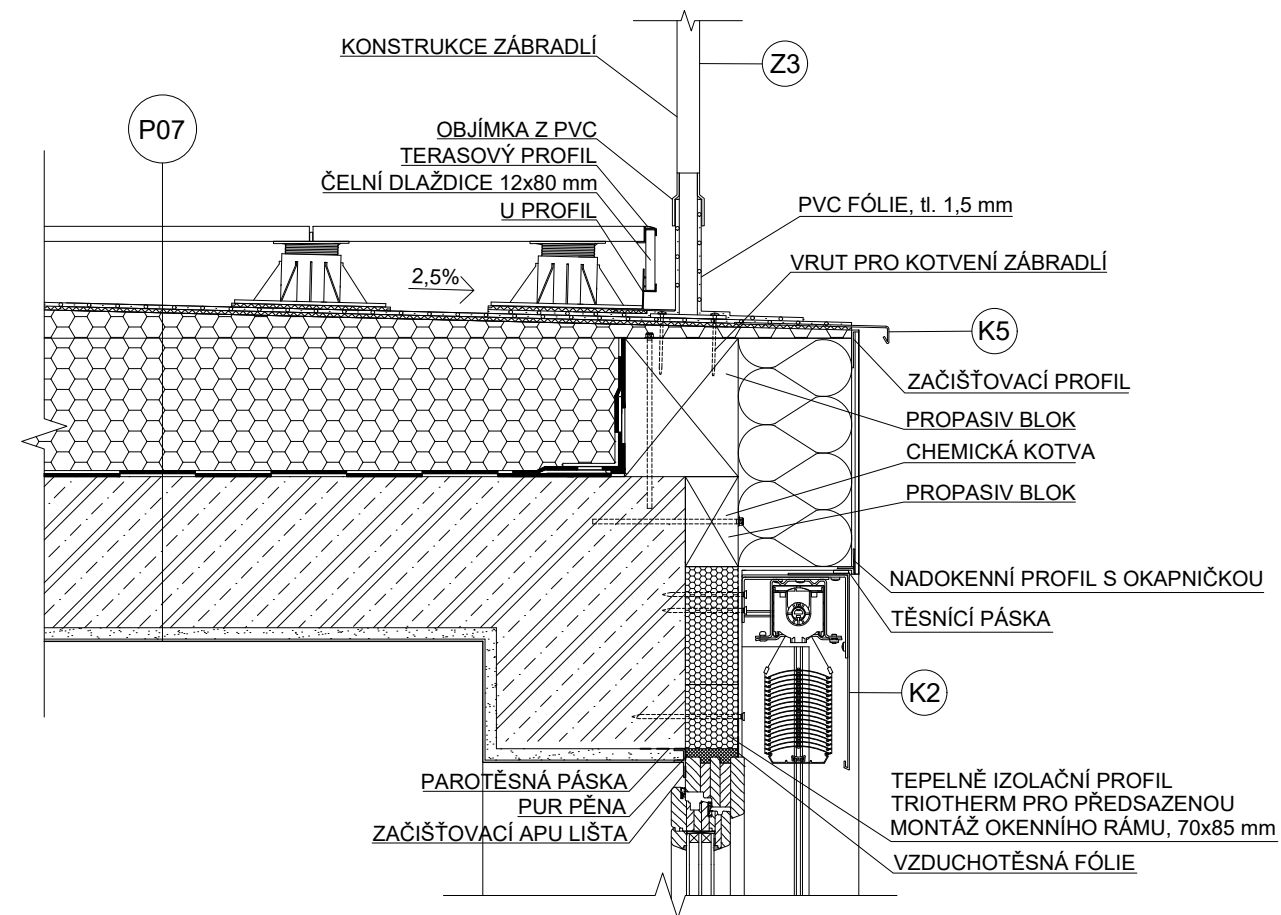 KONSTRUKCE ZÁBRADLÍ
Z3
P07
OBJÍMKA Z PVC
TERASOVÝ PROFIL
ČELNÍ DLAŽDICE 12x80 mm
U PROFIL
PVC FÓLIE, tl. 1,5 mm
VRUT PRO KOTVENÍ ZÁBRADLÍ
2,5%
K5
ZAČIŠŤOVACÍ PROFIL
PROPASIV BLOK
CHEMICKÁ KOTVA
PROPASIV BLOK
NADOKENNÍ PROFIL S OKAPNIČKOU
TĚSNÍCÍ PÁSKA
K2
PAROTĚSNÁ PÁSKA
PUR PĚNA
ZAČIŠŤOVACÍ APU LIŠTA
TEPELNĚ IZOLAČNÍ PROFIL
TRIOTHERM PRO PŘEDSAZENOU
MONTÁŽ OKENNÍHO RÁMU, 70x85 mm
VZDUCHOTĚSNÁ FÓLIE